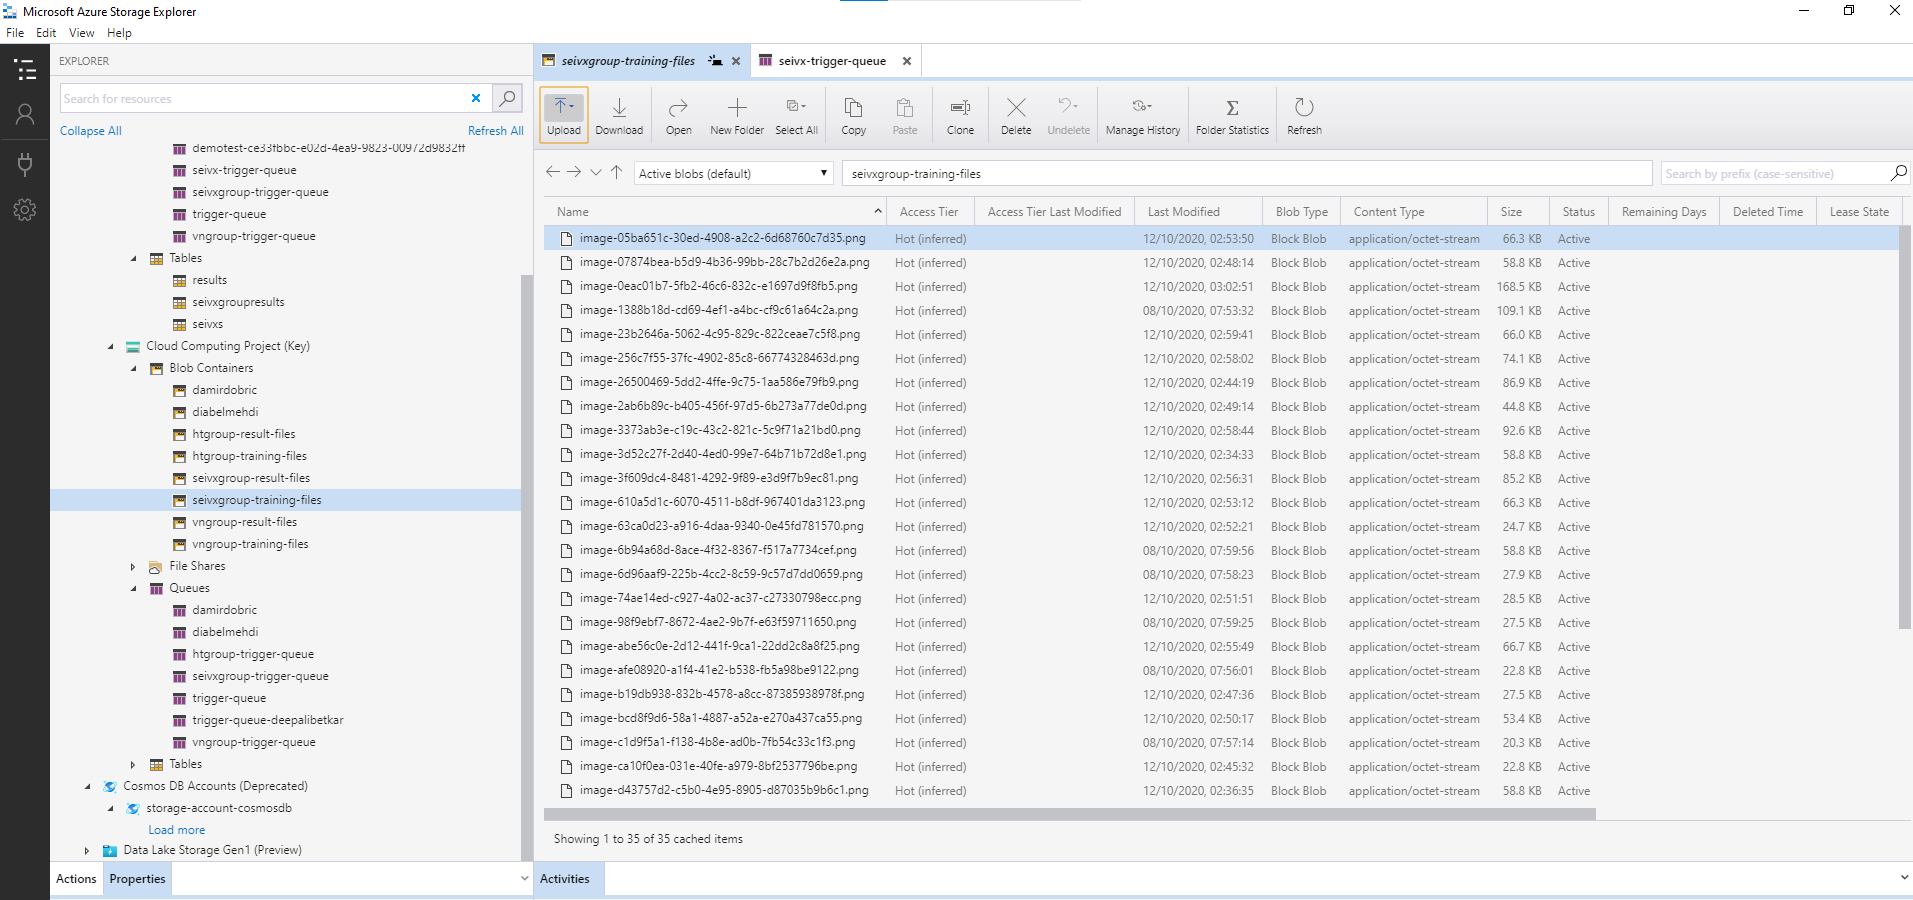 Microsoft Azure Storage Explorer
File Edit View Help
EXPLORER
Search for resources
Collapse All Refresh All
demotest-ce33fbbc-e02d-4ea9-9823-00972d9832ff
seivx-trigger-queue
seivxgroup-trigger-queue
trigger-queue
vngroup-trigger-queue
Tables
results
seivxgroupresults
seivxs
Cloud Computing Project (Key)
Blob Containers
damirdobric
diabelmehdi
htgroup-result-files
htgroup-training-files
seivxgroup-result-files
seivxgroup-training-files
vngroup-result-files
vngroup-training-files
File Shares
Queues
damirdobric
diabelmehdi
htgroup-trigger-queue
seivxgroup-trigger-queue
trigger-queue
trigger-queue-deepalibetkar
vngroup-trigger-queue
Tables
Cosmos DB Accounts (Deprecated)
storage-account-cosmosdb
Load more
Data Lake Storage Gen1 (Preview)
Actions Properties
seivxgroup-training-files seivx-trigger-queue
Upload Download Open New Folder Select All Copy Paste Clone Delete Undelete Manage History Folder Statistics Refresh
Active blobs (default) seivxgroup-training-files Search by prefix (case-sensitive)
Name Access Tier Access Tier Last Modified Last Modified Blob Type Content Type Size Status Remaining Days Deleted Time Lease State
image-05ba651c-30ed-4908-a2c2-6d68760c7d35.png Hot (inferred) 12/10/2020, 02:53:50 Block Blob application/octet-stream 66.3 KB Active
image-07874bea-b5d9-4b36-99bb-28c7b2d26e2a.png Hot (inferred) 12/10/2020, 02:48:14 Block Blob application/octet-stream 58.8 KB Active
image-0eac01b7-5fb2-46c6-832c-e1697d9f8fb5.png Hot (inferred) 12/10/2020, 03:02:51 Block Blob application/octet-stream 168.5 KB Active
image-1388b18d-cd69-4ef1-a4bc-cf9c61a64c2a.png Hot (inferred) 08/10/2020, 07:53:32 Block Blob application/octet-stream 109.1 KB Active
image-23b2646a-5062-4c95-829c-822ceae7c5f8.png Hot (inferred) 12/10/2020, 02:59:41 Block Blob application/octet-stream 66.0 KB Active
image-256c7f55-37fc-4902-85c8-66774328463d.png Hot (inferred) 12/10/2020, 02:58:02 Block Blob application/octet-stream 74.1 KB Active
image-26500469-5dd2-4ffe-9c75-1aa586e79fb9.png Hot (inferred) 12/10/2020, 02:44:19 Block Blob application/octet-stream 86.9 KB Active
image-2ab6b89c-b405-456f-97d5-6b273a77de0d.png Hot (inferred) 12/10/2020, 02:49:14 Block Blob application/octet-stream 44.8 KB Active
image-3373ab3e-c19c-43c2-821c-5c9f71a21bd0.png Hot (inferred) 12/10/2020, 02:58:44 Block Blob application/octet-stream 92.6 KB Active
image-3d52c27f-2d40-4ed0-99e7-64b71b72d8e1.png Hot (inferred) 12/10/2020, 02:34:33 Block Blob application/octet-stream 58.8 KB Active
image-3f609dc4-8481-4292-9f89-e3d9f7b9ec81.png Hot (inferred) 12/10/2020, 02:56:31 Block Blob application/octet-stream 85.2 KB Active
image-610a5d1c-6070-4511-b8df-967401da3123.png Hot (inferred) 12/10/2020, 02:53:12 Block Blob application/octet-stream 66.3 KB Active
image-63ca0d23-a916-4daa-9340-0e45fd781570.png Hot (inferred) 12/10/2020, 02:52:21 Block Blob application/octet-stream 24.7 KB Active
image-6b94a68d-8ace-4f32-8367-f517a7734cef.png Hot (inferred) 08/10/2020, 07:59:56 Block Blob application/octet-stream 58.8 KB Active
image-6d96aaf9-225b-4cc2-8c59-9c57d7dd0659.png Hot (inferred) 08/10/2020, 07:58:23 Block Blob application/octet-stream 27.9 KB Active
image-74ae14ed-c927-4a02-ac37-c27330798ecc.png Hot (inferred) 12/10/2020, 02:51:51 Block Blob application/octet-stream 28.5 KB Active
image-98f9ebf7-8672-4ae2-9b7f-e63f59711650.png Hot (inferred) 08/10/2020, 07:59:25 Block Blob application/octet-stream 27.5 KB Active
image-abe56c0e-2d12-441f-9ca1-22dd2c8a8f25.png Hot (inferred) 12/10/2020, 02:55:49 Block Blob application/octet-stream 66.7 KB Active
image-afe08920-a1f4-41e2-b538-fb5a98be9122.png Hot (inferred) 08/10/2020, 07:56:01 Block Blob application/octet-stream 22.8 KB Active
image-b19db938-832b-4578-a8cc-87385938978f.png Hot (inferred) 12/10/2020, 02:47:36 Block Blob application/octet-stream 27.5 KB Active
image-bcd8f9d6-58a1-4887-a52a-e270a437ca55.png Hot (inferred) 12/10/2020, 02:50:17 Block Blob application/octet-stream 53.4 KB Active
image-c1d9f5a1-f138-4b8e-ad0b-7fb54c33c1f3.png Hot (inferred) 08/10/2020, 07:57:14 Block Blob application/octet-stream 20.3 KB Active
image-ca10f0ea-031e-40fe-a979-8bf2537796be.png Hot (inferred) 12/10/2020, 02:45:32 Block Blob application/octet-stream 22.8 KB Active
image-d43757d2-c5b0-4e95-8905-d87035b9b6c1.png Hot (inferred) 12/10/2020, 02:36:35 Block Blob application/octet-stream 58.8 KB Active
Showing 1 to 35 of 35 cached items
Activities